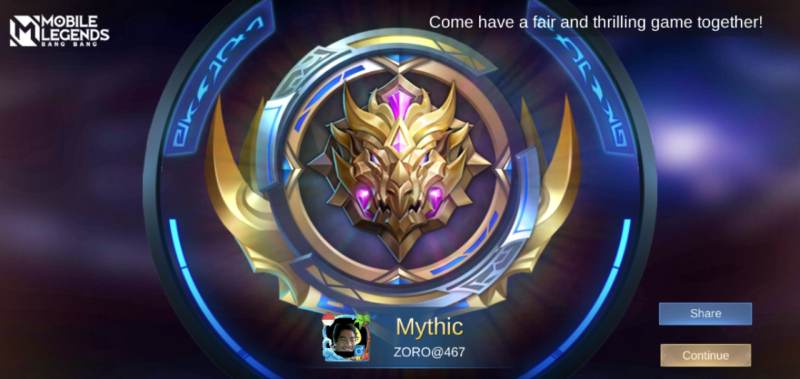 MOBILE
LEGENDS
BANG BANG
Come have a fair and thrilling game together!
Mythic
ZORO@467
Share
Continue